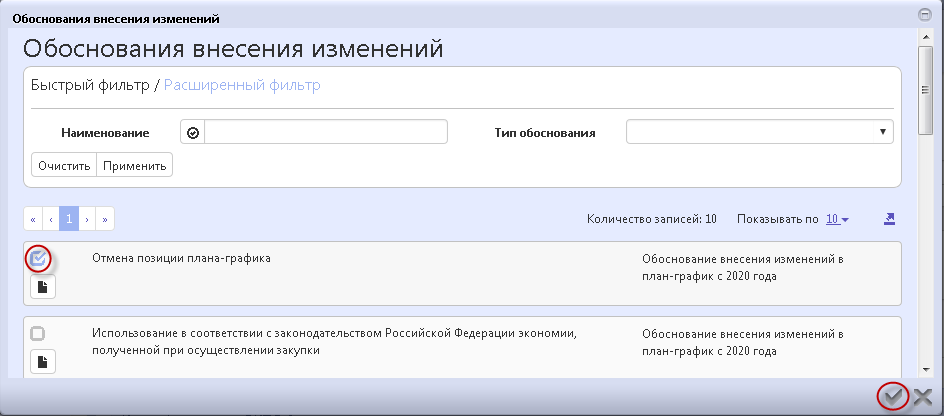 Обоснования внесения изменений
Обоснования внесения изменений
Быстрый фильтр / Расширенный фильтр
Наименование
Тип обоснования
Очистить Применить
« ‹ 1 › »
Количество записей: 10 Показывать по 10
Отмена позиции плана-графика
Обоснование внесения изменений в
план-график с 2020 года
Использование в соответствии с законодательством Российской Федерации экономии,
полученной при осуществлении закупки
Обоснование внесения изменений в
план-график с 2020 года